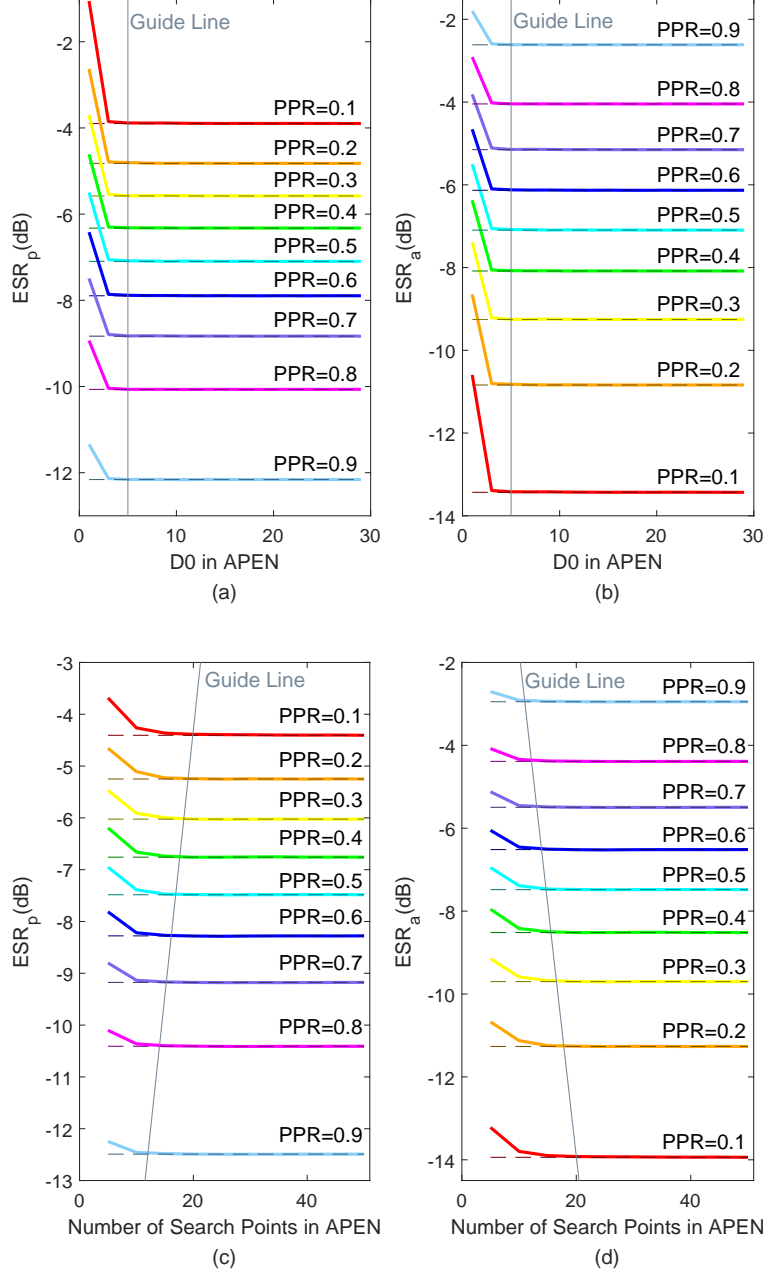 Guide Line
PPR=0.1
PPR=0.2
PPR=0.3
PPR=0.4
PPR=0.5
PPR=0.6
PPR=0.7
PPR=0.8
PPR=0.9
-2
-4
-6
-8
-10
-12
ESR_p(dB)
0
10
20
30
D0 in APEN
(a)
Guide Line
PPR=0.9
PPR=0.8
PPR=0.7
PPR=0.6
PPR=0.5
PPR=0.4
PPR=0.3
PPR=0.2
PPR=0.1
-2
-4
-6
-8
-10
-12
-14
ESR_a(dB)
0
10
20
30
D0 in APEN
(b)
Guide Line
PPR=0.1
PPR=0.2
PPR=0.3
PPR=0.4
PPR=0.5
PPR=0.6
PPR=0.7
PPR=0.8
PPR=0.9
-3
-4
-5
-6
-7
-8
-9
-10
-11
-12
-13
ESR_p(dB)
0
20
40
Number of Search Points in APEN
(c)
Guide Line
PPR=0.9
PPR=0.8
PPR=0.7
PPR=0.6
PPR=0.5
PPR=0.4
PPR=0.3
PPR=0.2
PPR=0.1
-2
-4
-6
-8
-10
-12
-14
ESR_a(dB)
0
20
40
Number of Search Points in APEN
(d)